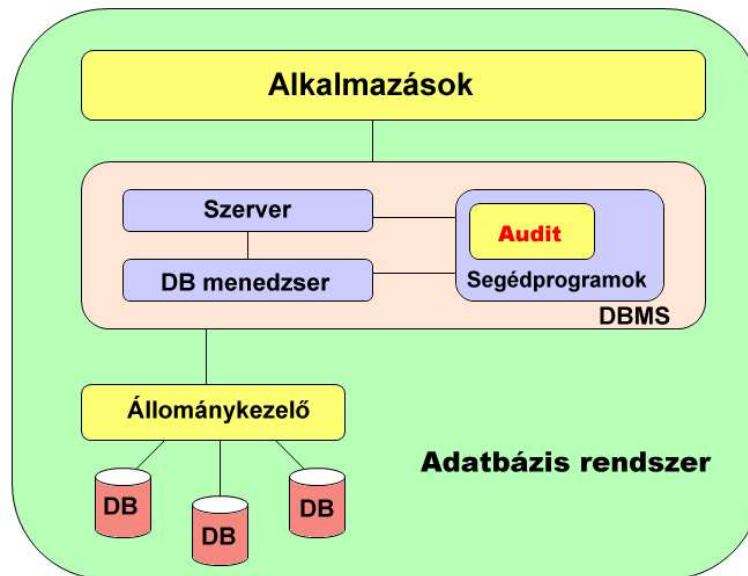 Alkalmazások
Szerver
Audit
DB menedzser
Segédprogramok
DBMS
Állománykezelő
Adatbázis rendszer
DB
DB
DB